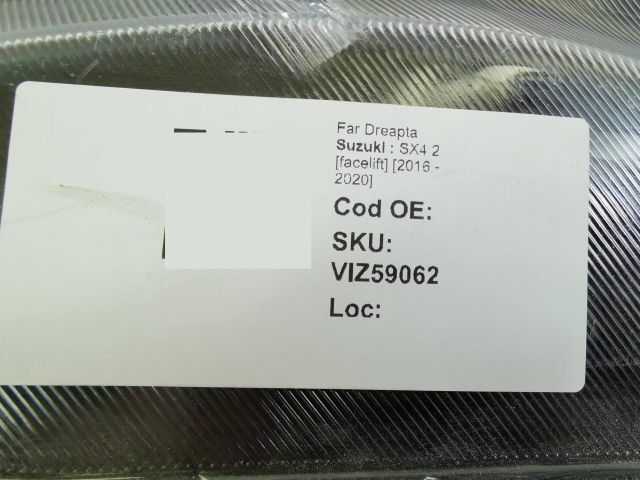 Far Dreapta
Suzuki : SX4 2
[facelift] [2016 -
2020]
Cod OE:
SKU:
VIZ59062
Loc: